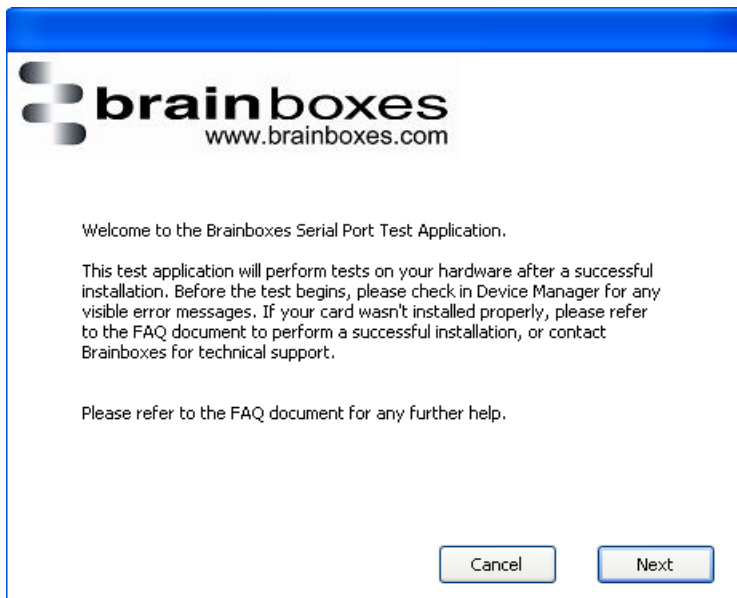 brainboxes
www.brainboxes.com
Welcome to the Brainboxes Serial Port Test Application.
This test application will perform tests on your hardware after a successful
installation. Before the test begins, please check in Device Manager for any
visible error messages. If your card wasn't installed properly, please refer
to the FAQ document to perform a successful installation, or contact
Brainboxes for technical support.
Please refer to the FAQ document for any further help.
Cancel
Next